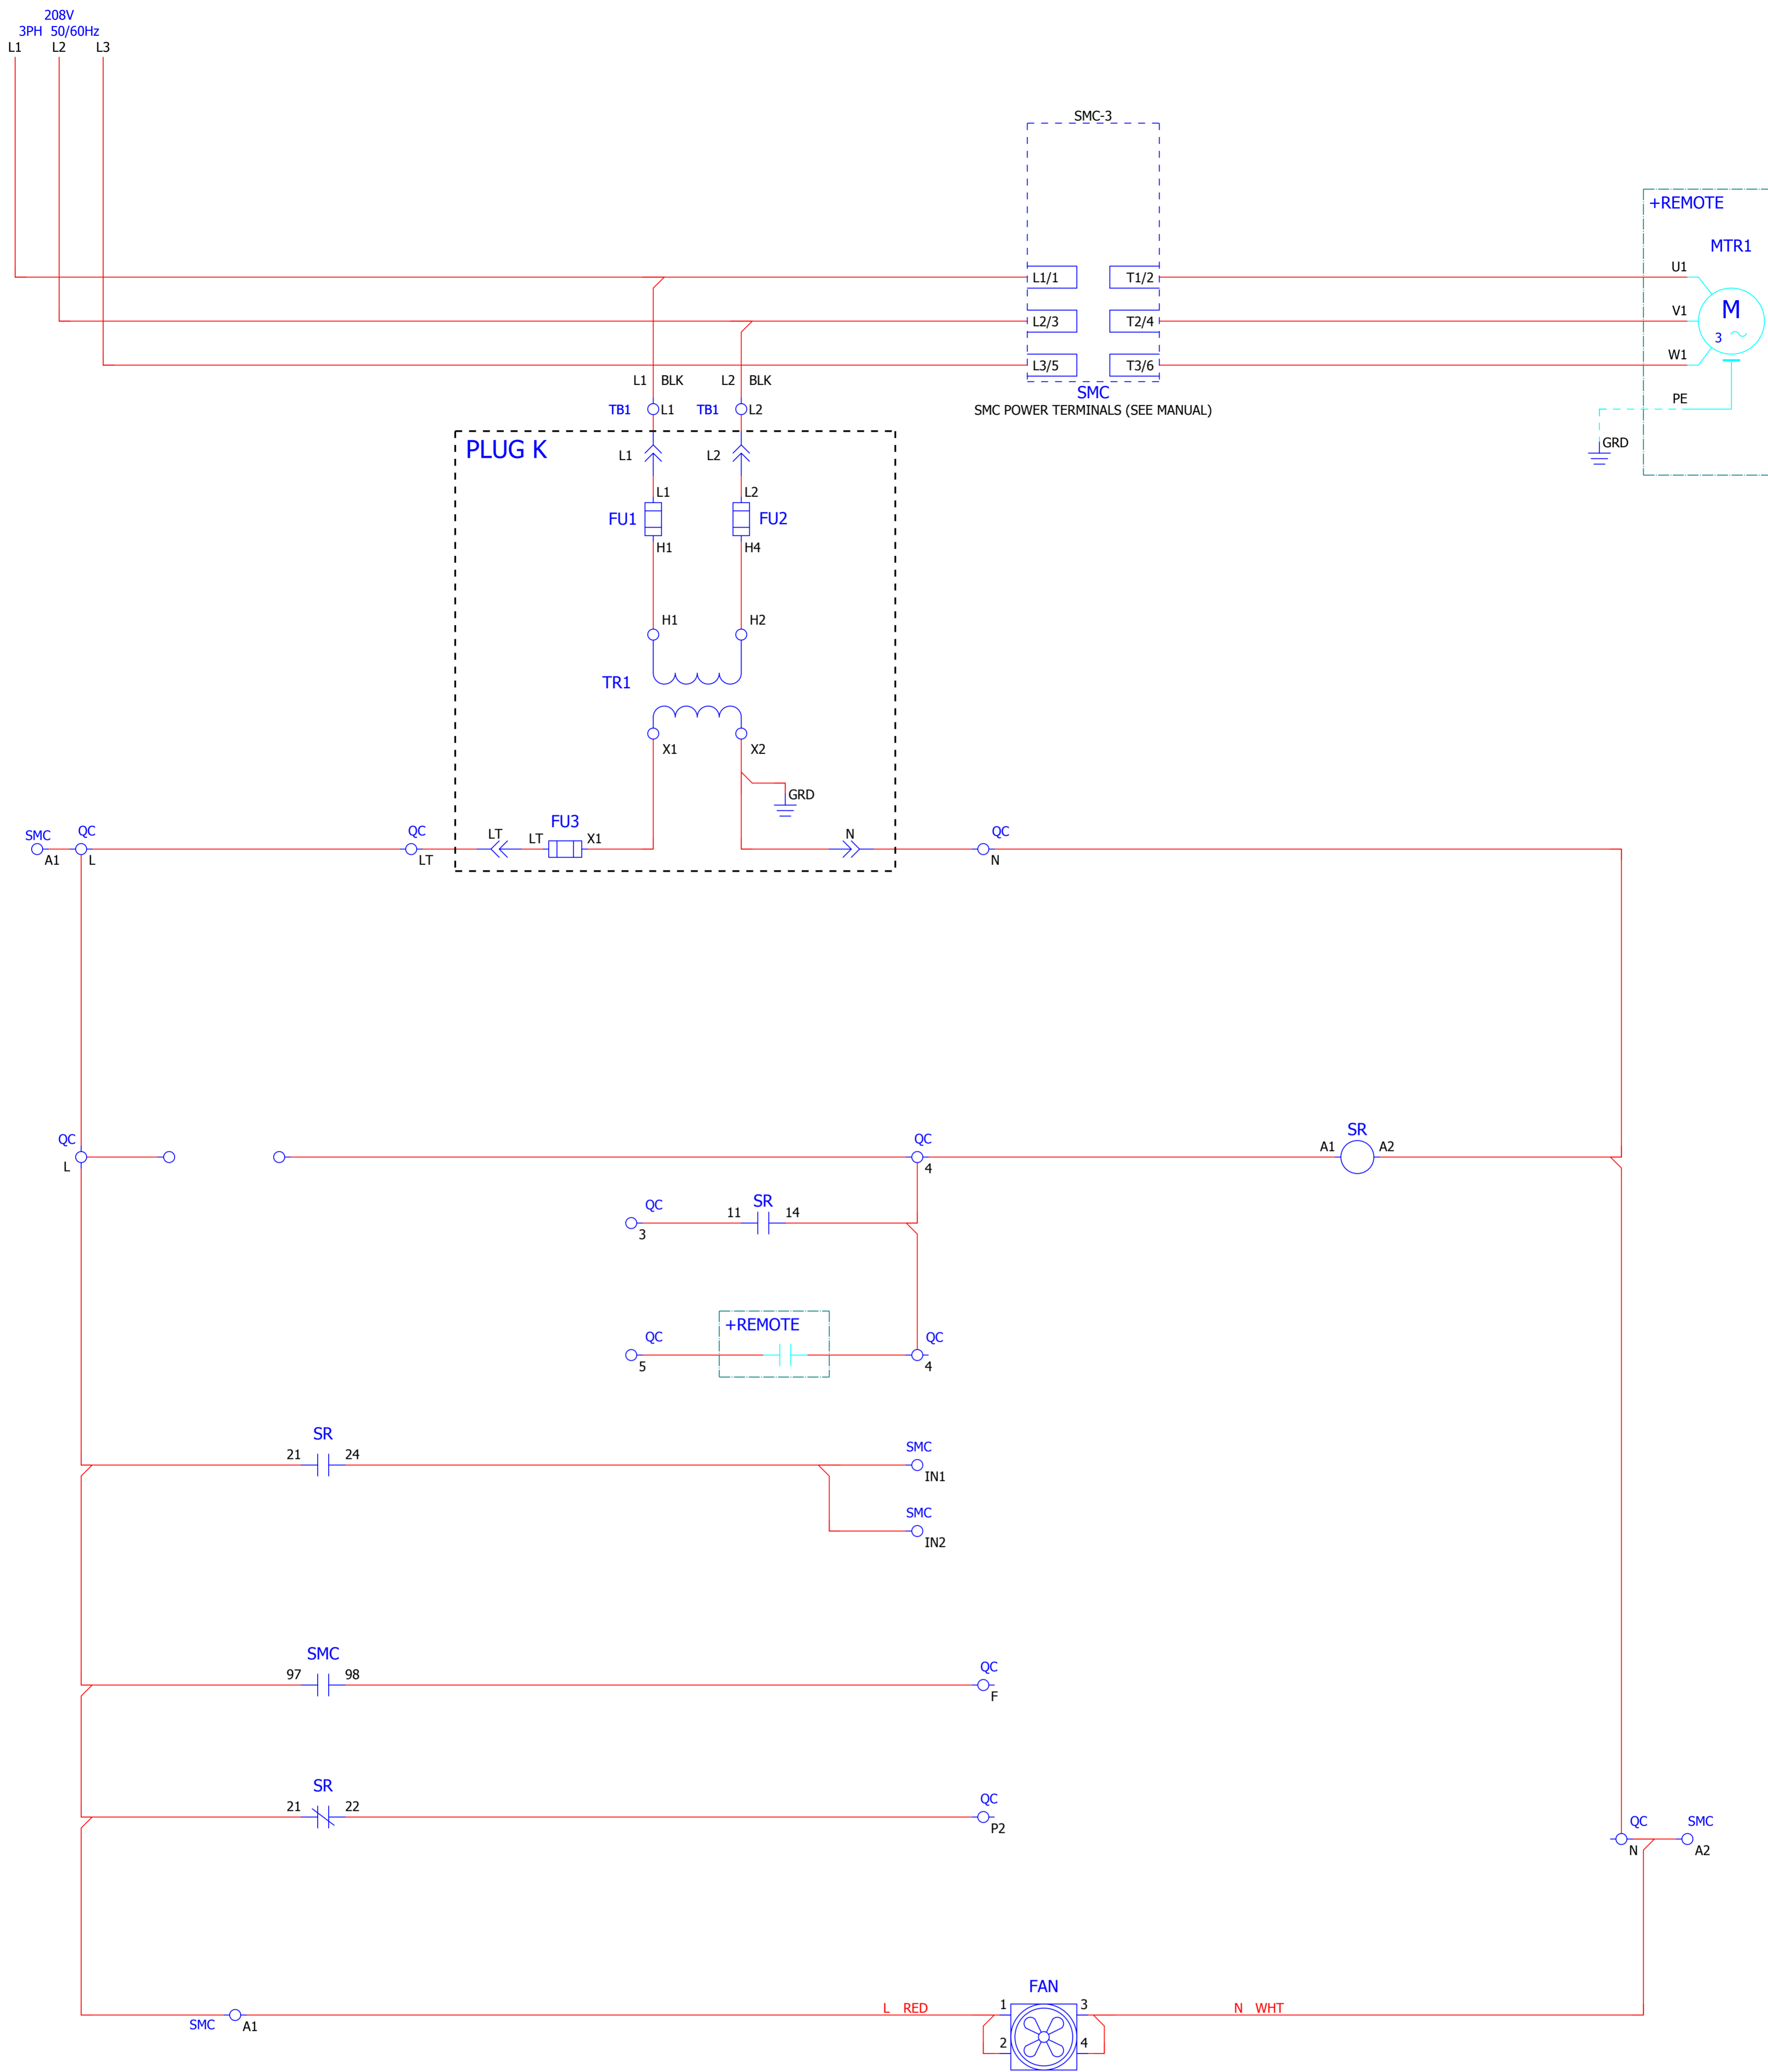 208V
3PH 50/60Hz
L1 L2 L3
SMC-3
+REMOTE
MTR1
L1/1 T1/2 U1
L2/3 T2/4 V1 M
3
L3/5 T3/6 W1
L1 BLK L2 BLK
SMC
TB1 L1 TB1 L2
SMC POWER TERMINALS (SEE MANUAL)
PE
GRD
PLUG K
L1 L2
L1 L2
FU1 FU2
H1 H4
H1 H2
TR1
X1 X2
GRD
FU3
SMC QC QC LT LT X1 N QC
A1 L LT N
QC QC SR
A1 A2
L 4
QC SR
11 14
3
+REMOTE
QC QC
5 4
SR SMC
21 24
IN1
SMC
IN2
SMC
97 98 QC
F
SR
21 22 QC
P2
QC SMC
N A2
FAN
L RED 1 3 N WHT
SMC A1
2 4